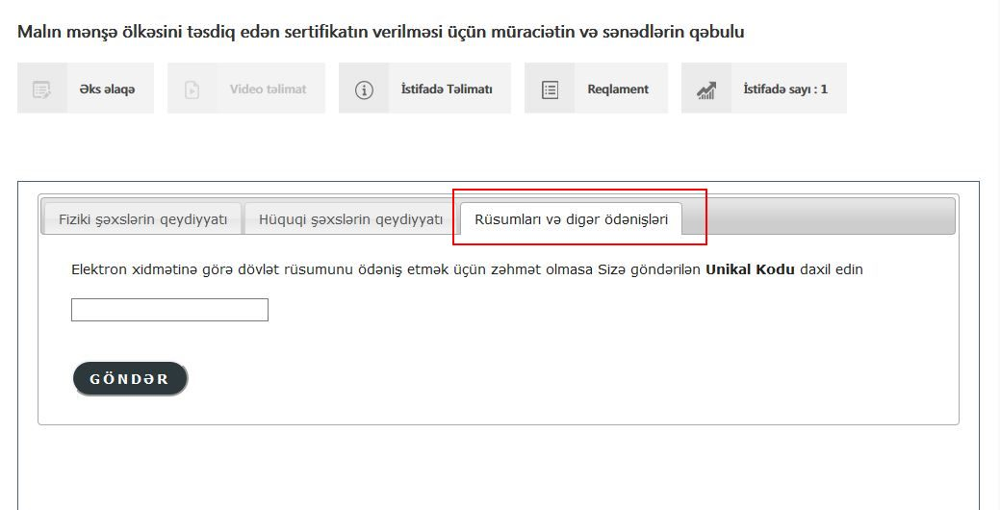 Malın mənşə ölkəsini təsdiq edən sertifikatın verilməsi üçün müraciətin və sənədlərin qəbulu
Əks əlaqə
Video təlimat
İstifadə Təlimatı
Reqlament
İstifadə sayı : 1
Fiziki şəxslərin qeydiyyatı
Hüquqi şəxslərin qeydiyyatı
Rüsumları və digər ödənişləri
Elektron xidmətinə görə dövlət rüsumunu ödəniş etmək üçün zəhmət olmasa Sizə göndərilən Unikal Kodu daxil edin
GÖNDƏR